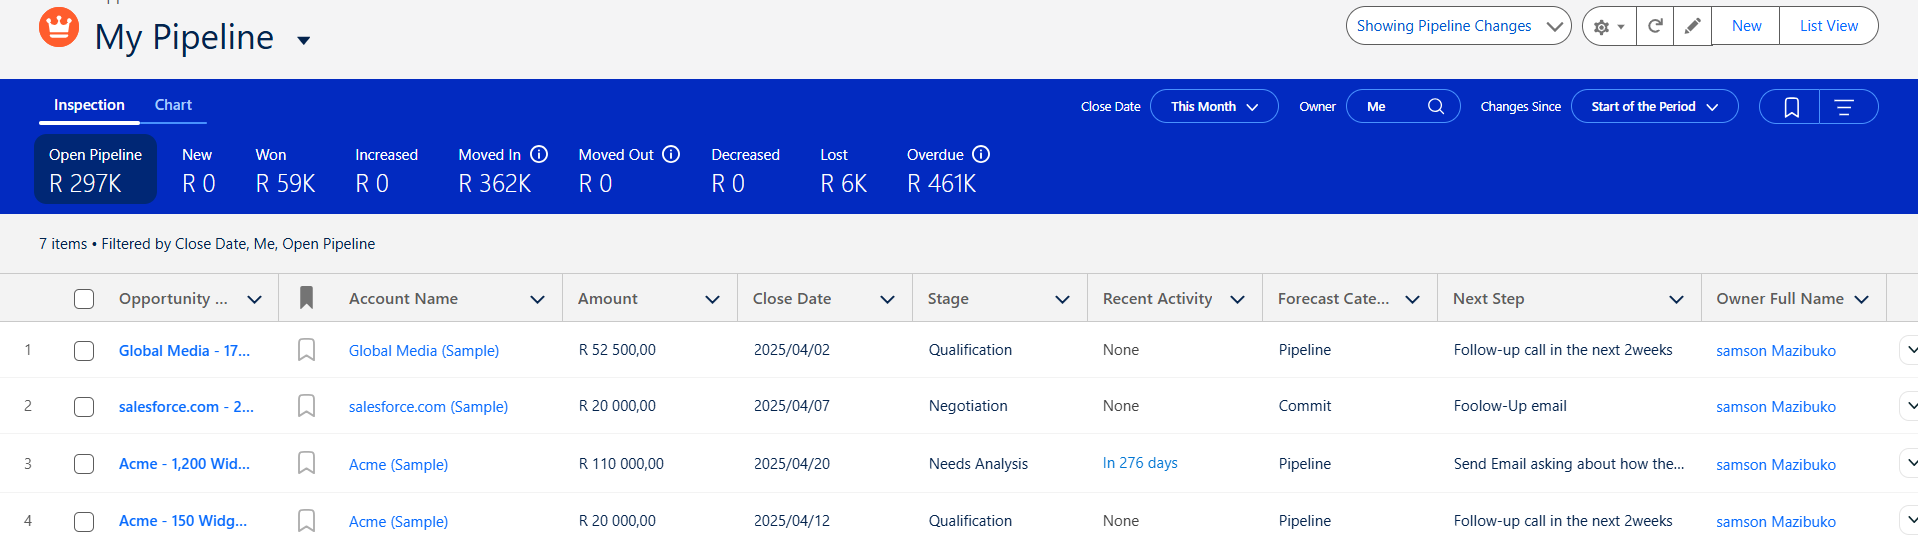 My Pipeline
Showing Pipeline Changes
New
List View
Inspection
Chart
Close Date
This Month
Owner
Me
Changes Since
Start of the Period
Open Pipeline
R 297K
New
R 0
Won
R 59K
Increased
R 0
Moved In
R 362K
Moved Out
R 0
Decreased
R 0
Lost
R 6K
Overdue
R 461K
7 items • Filtered by Close Date, Me, Open Pipeline
Opportunity ... Account Name Amount Close Date Stage Recent Activity Forecast Cate... Next Step Owner Full Name
1 Global Media - 17... Global Media (Sample) R 52 500,00 2025/04/02 Qualification None Pipeline Follow-up call in the next 2weeks samson Mazibuko
2 salesforce.com - 2... salesforce.com (Sample) R 20 000,00 2025/04/07 Negotiation None Commit Foolow-Up email samson Mazibuko
3 Acme - 1,200 Wid... Acme (Sample) R 110 000,00 2025/04/20 Needs Analysis In 276 days Pipeline Send Email asking about how the... samson Mazibuko
4 Acme - 150 Widg... Acme (Sample) R 20 000,00 2025/04/12 Qualification None Pipeline Follow-up call in the next 2weeks samson Mazibuko